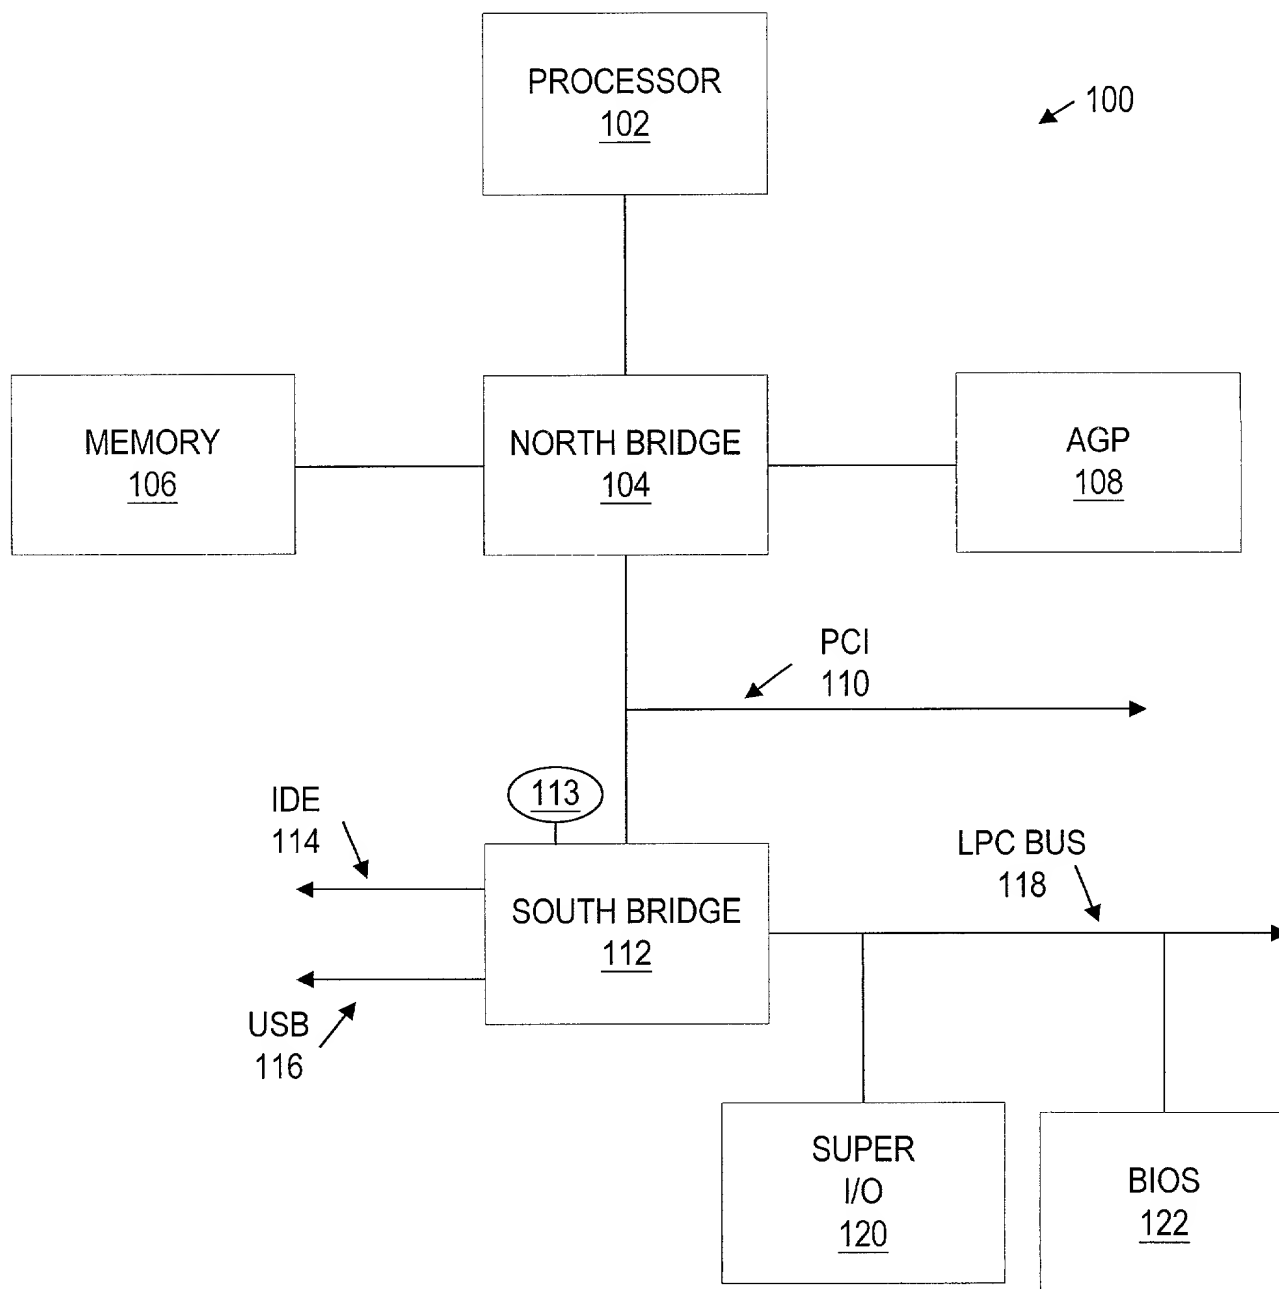 PROCESSOR
102
100
MEMORY
106
NORTH BRIDGE
104
AGP
108
PCI
110
113
IDE
114
LPC BUS
118
SOUTH BRIDGE
112
USB
116
SUPER
I/O
120
BIOS
122